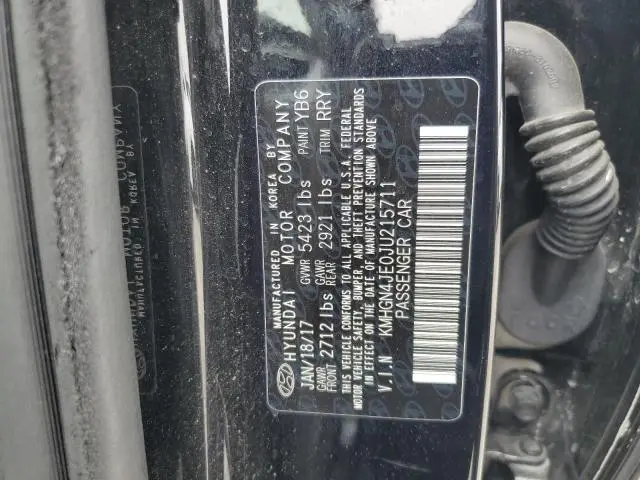 MANUFACTURED IN KOREA BY
HYUNDAI MOTOR COMPANY
JAN/18/17 GVWR 5423 lbs PAINT YB6
GAWR FRONT 2712 lbs GAWR REAR 2921 lbs TRIM RRY
THIS VEHICLE CONFORMS TO ALL APPLICABLE U.S.A. FEDERAL
MOTOR VEHICLE SAFETY, BUMPER, AND THEFT PREVENTION STANDARDS
IN EFFECT ON THE DATE OF MANUFACTURE SHOWN ABOVE
V.I.N KMHGN4JE0JU215711
PASSENGER CAR